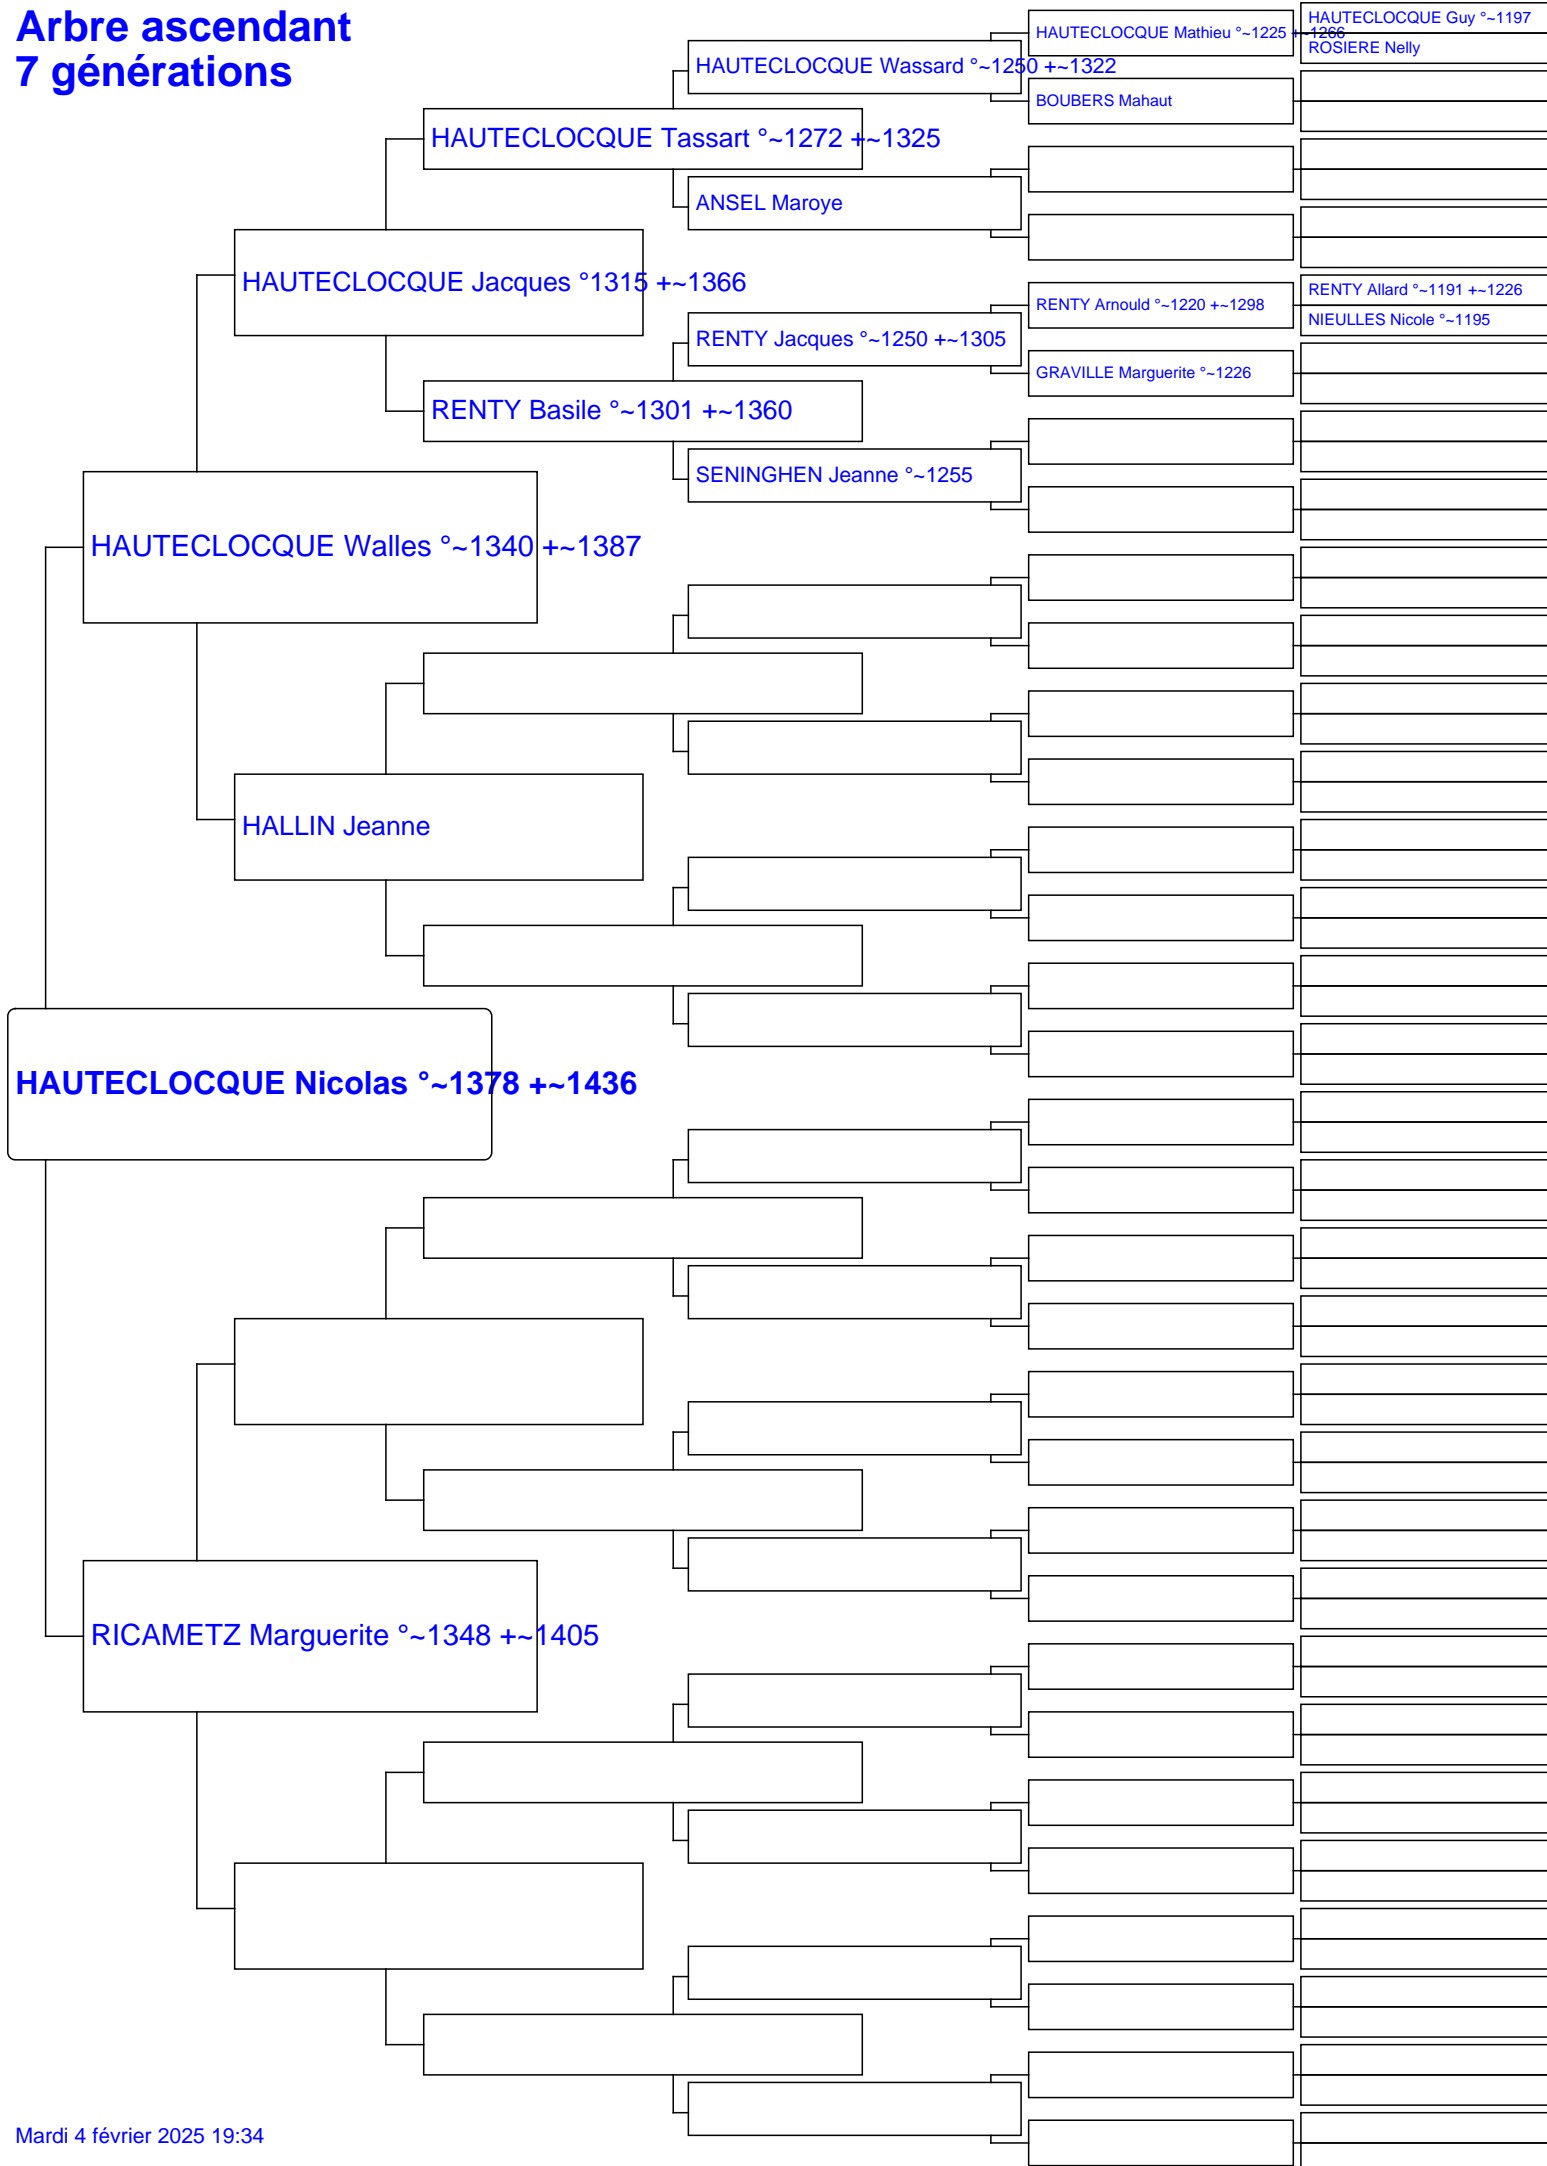 Arbre ascendant
7 générations
HAUTECLOCQUE Guy °~1197
HAUTECLOCQUE Mathieu °~1225 +~1266
ROSIERE Nelly
HAUTECLOCQUE Wassard °~1250 +~1322
BOUBERS Mahaut
HAUTECLOCQUE Tassart °~1272 +~1325
ANSEL Maroye
HAUTECLOCQUE Jacques °1315 +~1366
RENTY Allard °~1191 +~1226
RENTY Arnould °~1220 +~1298
NIEULLES Nicole °~1195
RENTY Jacques °~1250 +~1305
GRAVILLE Marguerite °~1226
RENTY Basile °~1301 +~1360
SENINGHEN Jeanne °~1255
HAUTECLOCQUE Walles °~1340 +~1387
HALLIN Jeanne
HAUTECLOCQUE Nicolas °~1378 +~1436
RICAMETZ Marguerite °~1348 +~1405
Mardi 4 février 2025 19:34